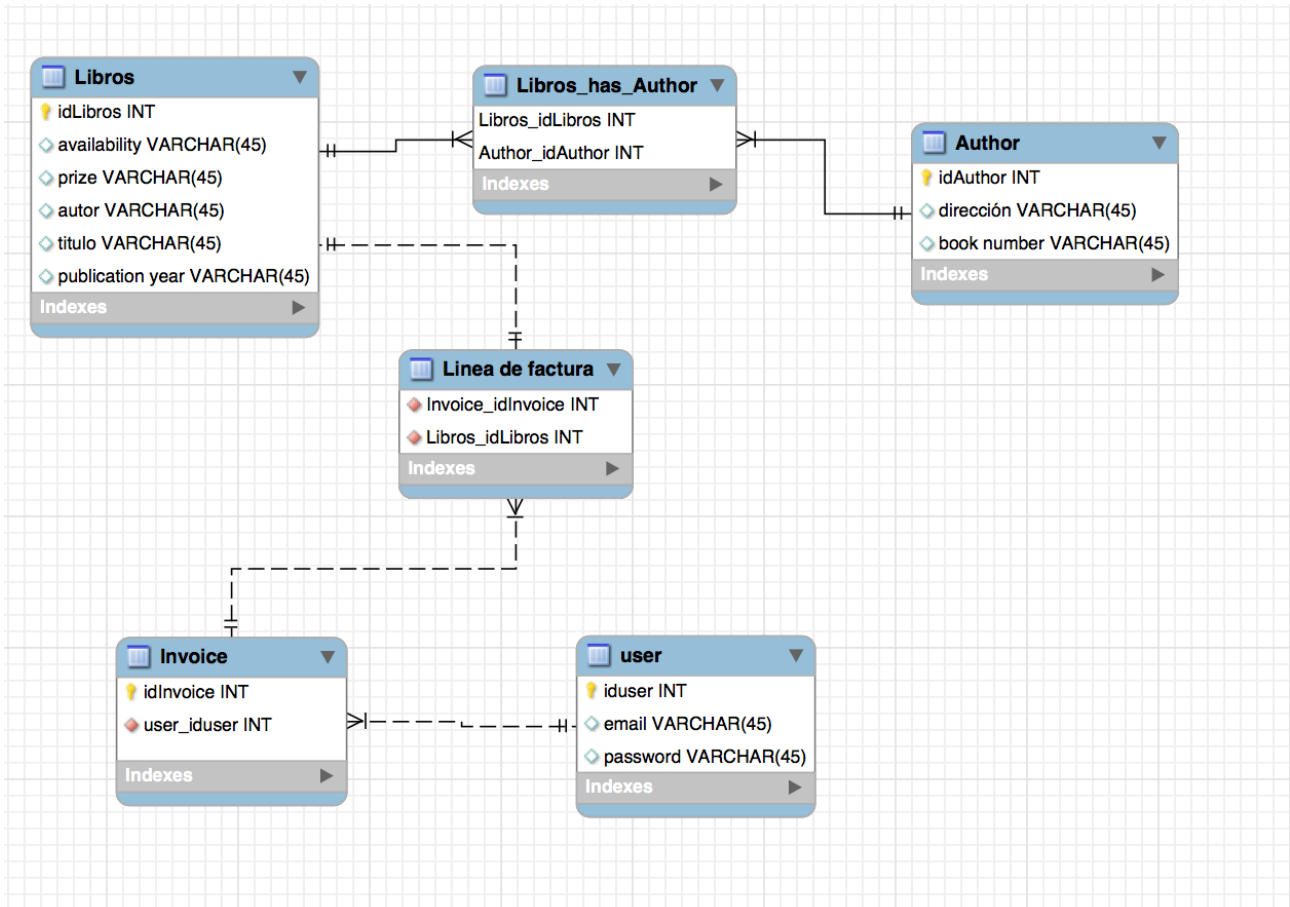 Libros
idLibros INT
availability VARCHAR(45)
prize VARCHAR(45)
autor VARCHAR(45)
titulo VARCHAR(45)
publication year VARCHAR(45)
Indexes
Libros_has_Author
Libros_idLibros INT
Author_idAuthor INT
Indexes
Author
idAuthor INT
dirección VARCHAR(45)
book number VARCHAR(45)
Indexes
Linea de factura
Invoice_idInvoice INT
Libros_idLibros INT
Indexes
Invoice
idInvoice INT
user_iduser INT
Indexes
user
iduser INT
email VARCHAR(45)
password VARCHAR(45)
Indexes